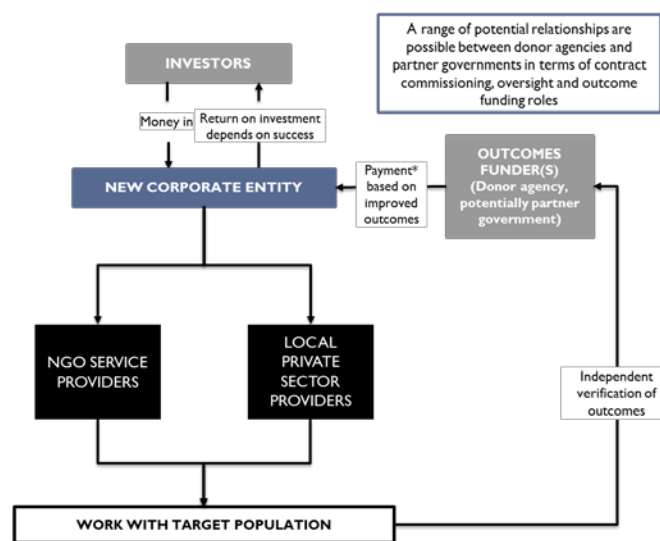 A range of potential relationships are
possible between donor agencies and
partner governments in terms of contract
commissioning, oversight and outcome
funding roles
INVESTORS
Money in
Return on investment
depends on success
NEW CORPORATE ENTITY
Payment*
based on
improved
outcomes
OUTCOMES
FUNDER(S)
(Donor agency,
potentially partner
government)
NGO SERVICE
PROVIDERS
LOCAL
PRIVATE
SECTOR
PROVIDERS
Independent
verification of
outcomes
WORK WITH TARGET POPULATION